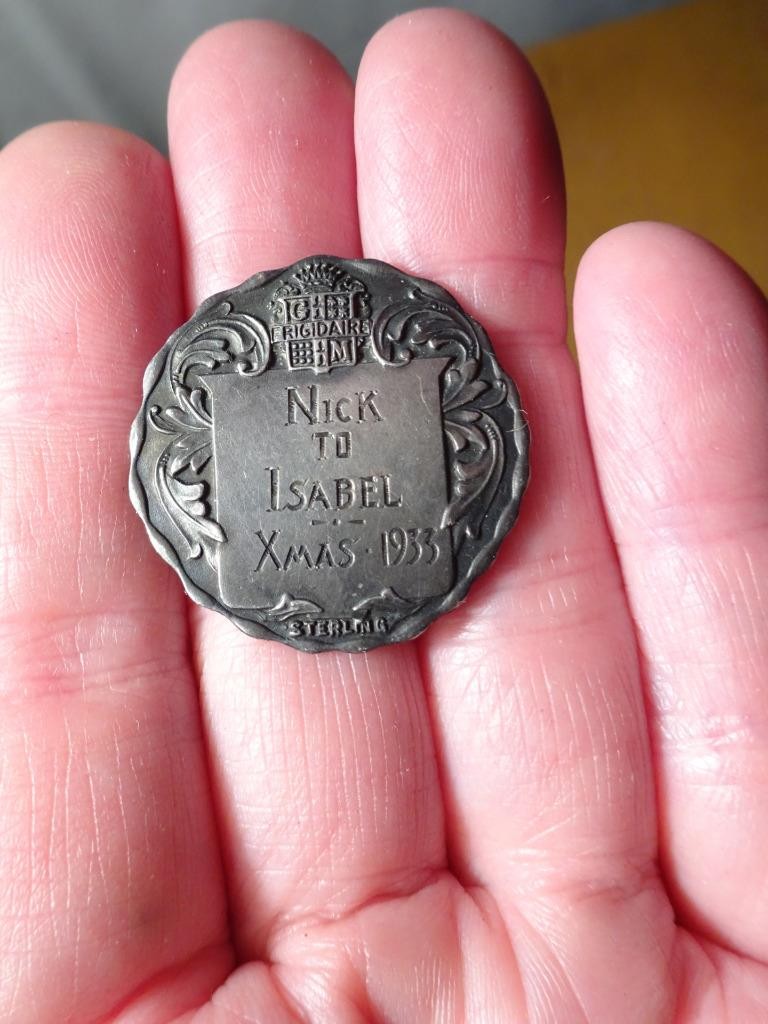 G
FRIGIDAIRE
M
NICK
TO
ISABEL
XMAS · 1933
STERLING